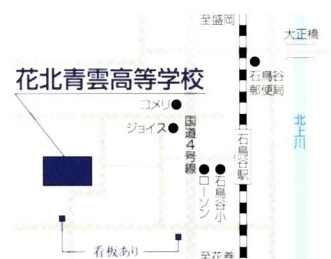 至盛岡
大正橋
石鳥谷
郵便局
花北青雲高等学校
コメリ
ジョイス
国道4号線
石鳥谷駅
北上川
ローソン
石鳥谷小
看板あり
至花巻